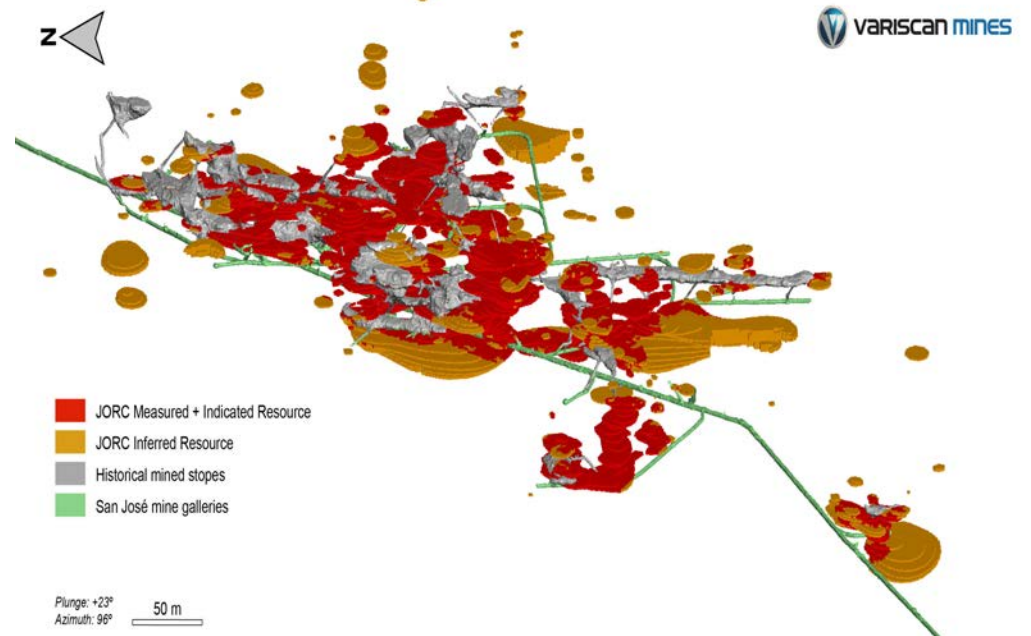 N
VARISCAN MINES
JORC Measured + Indicated Resource
JORC Inferred Resource
Historical mined stopes
San José mine galleries
Plunge: +23º
Azimuth: 96º
50 m